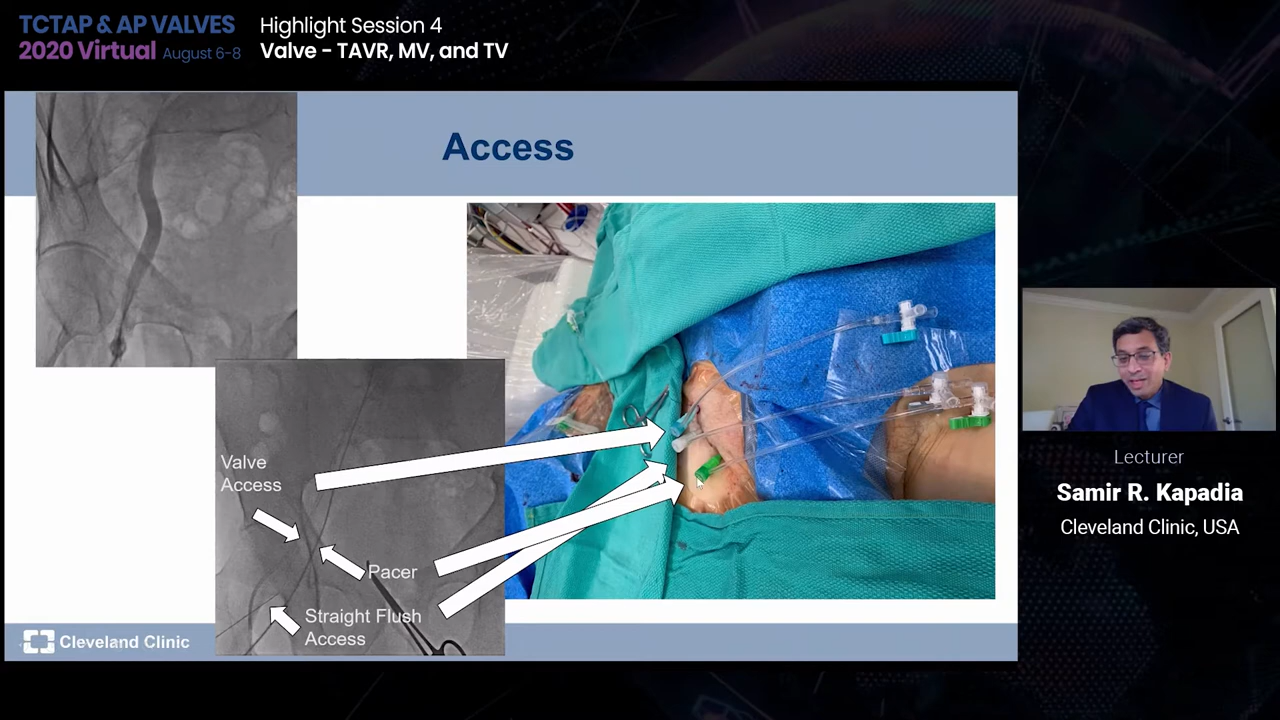 TCTAP & AP VALVES
2020 Virtual August 6-8
Highlight Session 4
Valve - TAVR, MV, and TV
Access
Valve
Access
Pacer
Straight Flush
Access
Cleveland Clinic
Lecturer
Samir R. Kapadia
Cleveland Clinic, USA